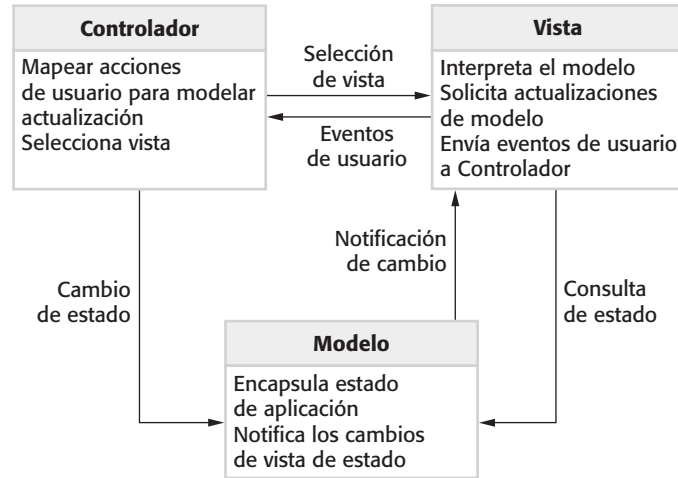 Controlador
Mapear acciones
de usuario para modelar
actualización
Selecciona vista
Selección
de vista
Eventos
de usuario
Vista
Interpreta el modelo
Solicita actualizaciones
de modelo
Envía eventos de usuario
a Controlador
Cambio
de estado
Notificación
de cambio
Consulta
de estado
Modelo
Encapsula estado
de aplicación
Notifica los cambios
de vista de estado